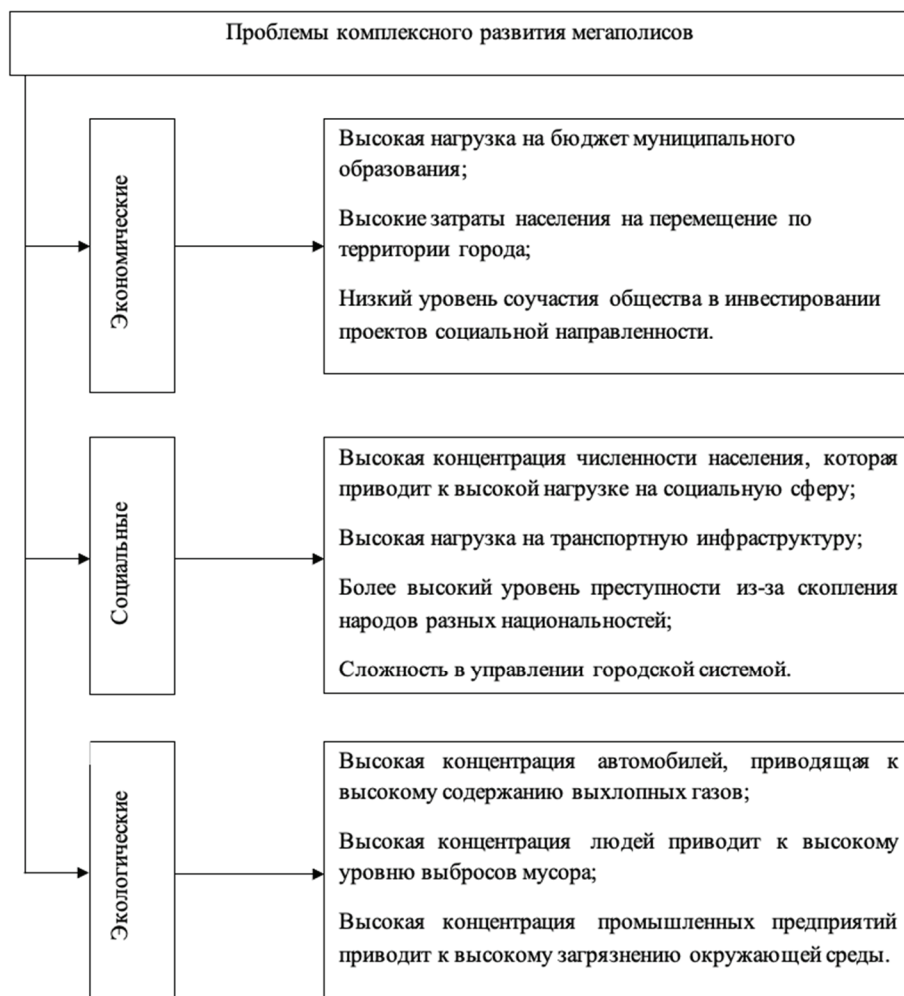 Проблемы комплексного развития мегаполисов
Экономические
Высокая нагрузка на бюджет муниципального
образования;
Высокие затраты населения на перемещение по
территории города;
Низкий уровень соучастия общества в инвестировании
проектов социальной направленности.
Социальные
Высокая концентрация численности населения, которая
приводит к высокой нагрузке на социальную сферу;
Высокая нагрузка на транспортную инфраструктуру;
Более высокий уровень преступности из-за скопления
народов разных национальностей;
Сложность в управлении городской системой.
Экологические
Высокая концентрация автомобилей, приводящая к
высокому содержанию выхлопных газов;
Высокая концентрация людей приводит к высокому
уровню выбросов мусора;
Высокая концентрация промышленных предприятий
приводит к высокому загрязнению окружающей среды.